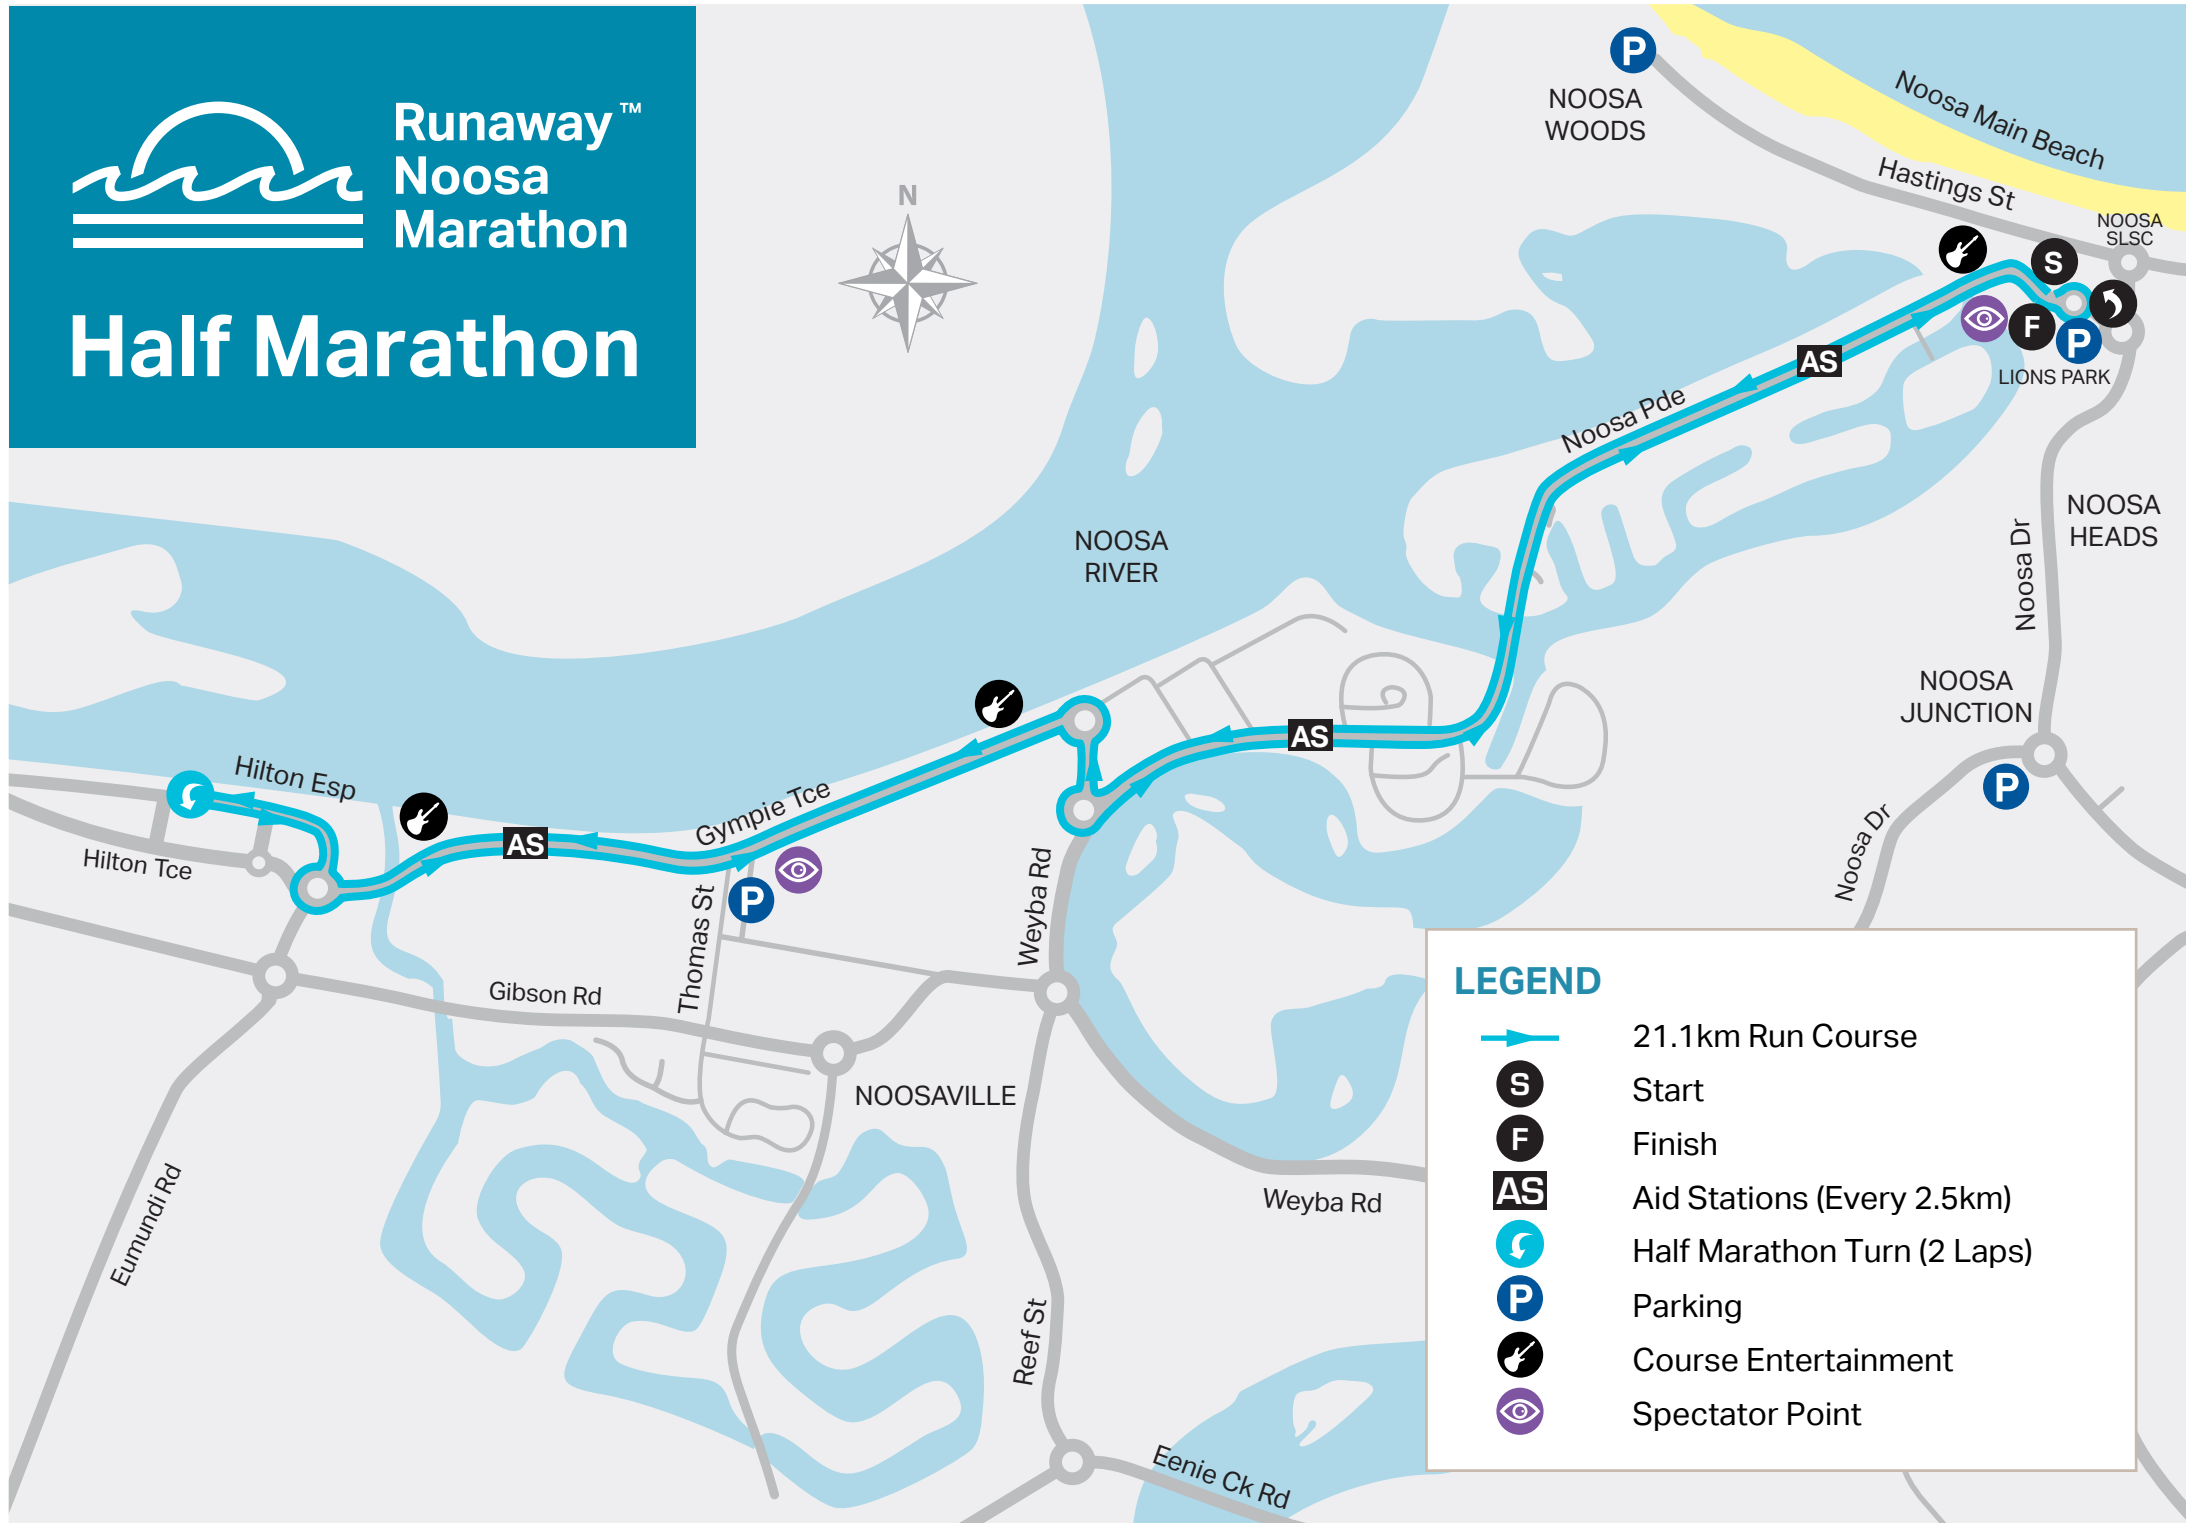 Runaway™
Noosa
Marathon
Half Marathon
N
P
NOOSA
WOODS
Noosa Main Beach
Hastings St
NOOSA
SLSC
S
F
P
LIONS PARK
AS
Noosa Pde
NOOSA
RIVER
NOOSA
HEADS
Noosa Dr
NOOSA
JUNCTION
P
Noosa Dr
AS
Hilton Esp
Gympie Tce
AS
Hilton Tce
P
Thomas St
Weyba Rd
Gibson Rd
NOOSAVILLE
Eumundi Rd
Weyba Rd
Reef St
Eenie Ck Rd
LEGEND
21.1km Run Course
S Start
F Finish
AS Aid Stations (Every 2.5km)
Half Marathon Turn (2 Laps)
P Parking
Course Entertainment
Spectator Point